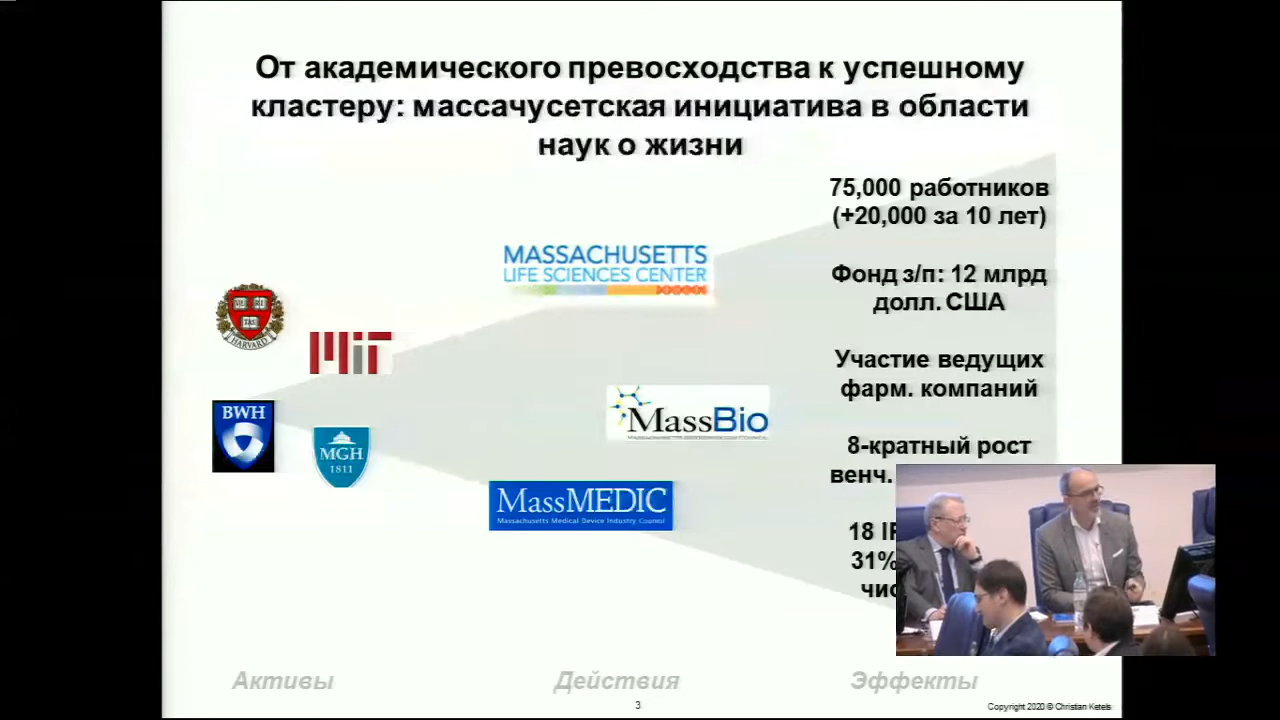 От академического превосходства к успешному
кластеру: массачусетская инициатива в области
наук о жизни
75,000 работников
(+20,000 за 10 лет)
MASSACHUSETTS
LIFE SCIENCES CENTER
Фонд з/п: 12 млрд
долл. США
HARVARD
MIT
Участие ведущих
фарм. компаний
BWH
MassBio
MGH
1811
8-кратный рост
венч.
MassMEDIC
Massachusetts Medical Device Industry Council
18
31%
Активы
Действия
Эффекты
3
Copyright 2020 © Christian Ketels